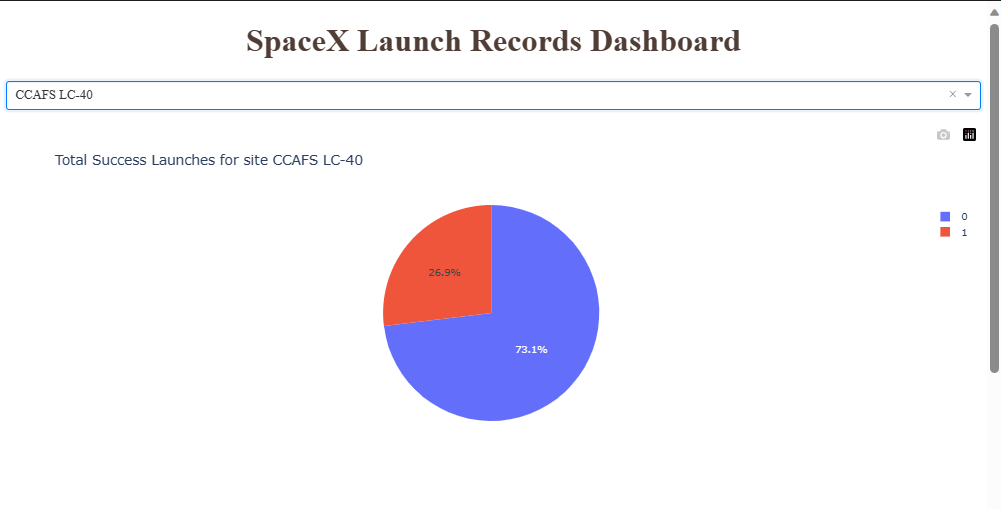 SpaceX Launch Records Dashboard
CCAFS LC-40
Total Success Launches for site CCAFS LC-40
0
1
26.9%
73.1%